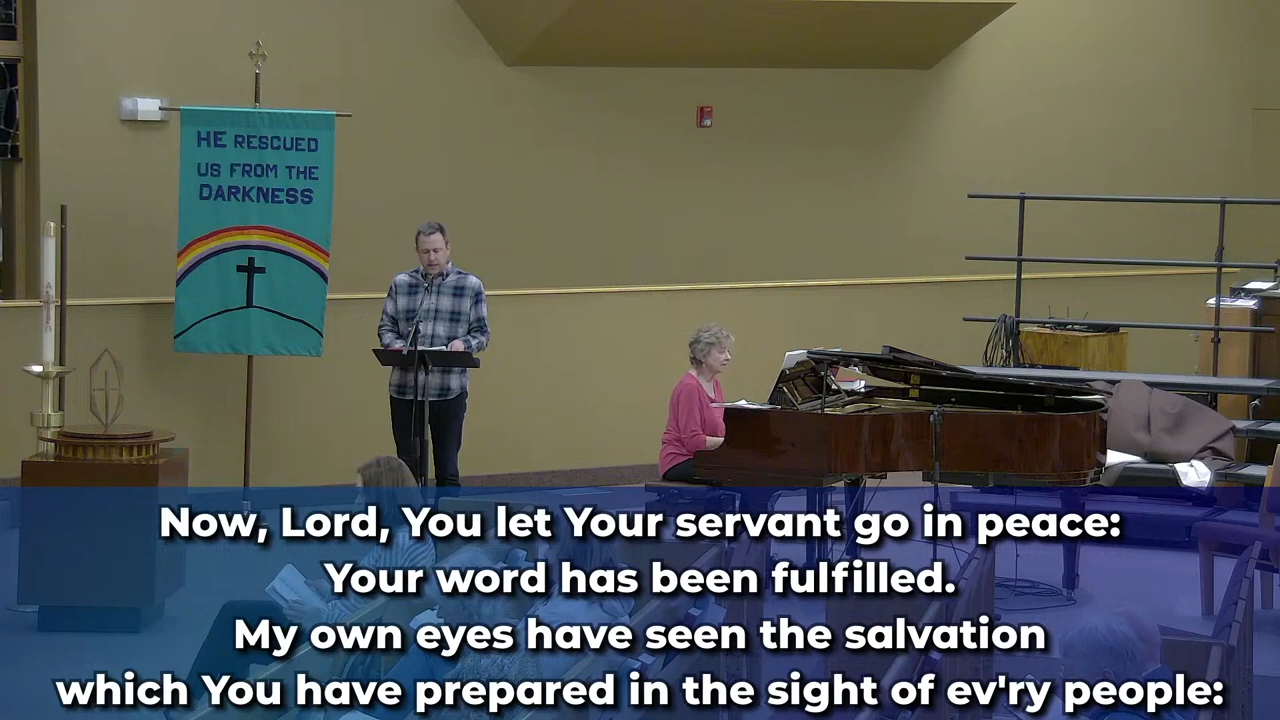 HE RESCUED
US FROM THE
DARKNESS
Now, Lord, You let Your servant go in peace:
Your word has been fulfilled.
My own eyes have seen the salvation
which You have prepared in the sight of ev'ry people: